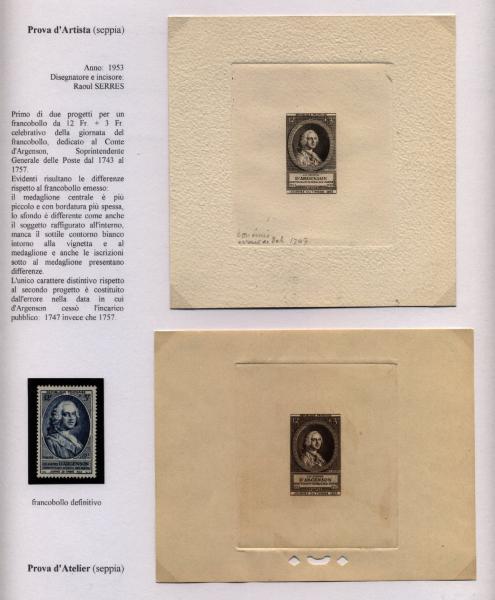 Prova d'Artista (seppia)
Anno: 1953
Disegnatore e incisore:
Raoul SERRES
Primo di due progetti per un
francobollo da 12 Fr. + 3 Fr.
celebrativo della giornata del
francobollo, dedicato al Conte
d'Argenson, Soprintendente
Generale delle Poste dal 1743 al
1757.
Evidenti risultano le differenze
rispetto al francobollo emesso:
il medaglione centrale è più
piccolo e con bordatura più spessa,
lo sfondo è differente come anche
il soggetto raffigurato all'interno,
manca il sottile contorno bianco
intorno alla vignetta e al
medaglione e anche le iscrizioni
sotto al medaglione presentano
differenze.
L'unico carattere distintivo rispetto
al secondo progetto è costituito
dall'errore nella data in cui
d'Argenson cessò l'incarico
pubblico: 1747 invece che 1757.
D'ARGENSON
1747
D'ARGENSON
D'ARGENSON
francobollo definitivo
Prova d'Atelier (seppia)